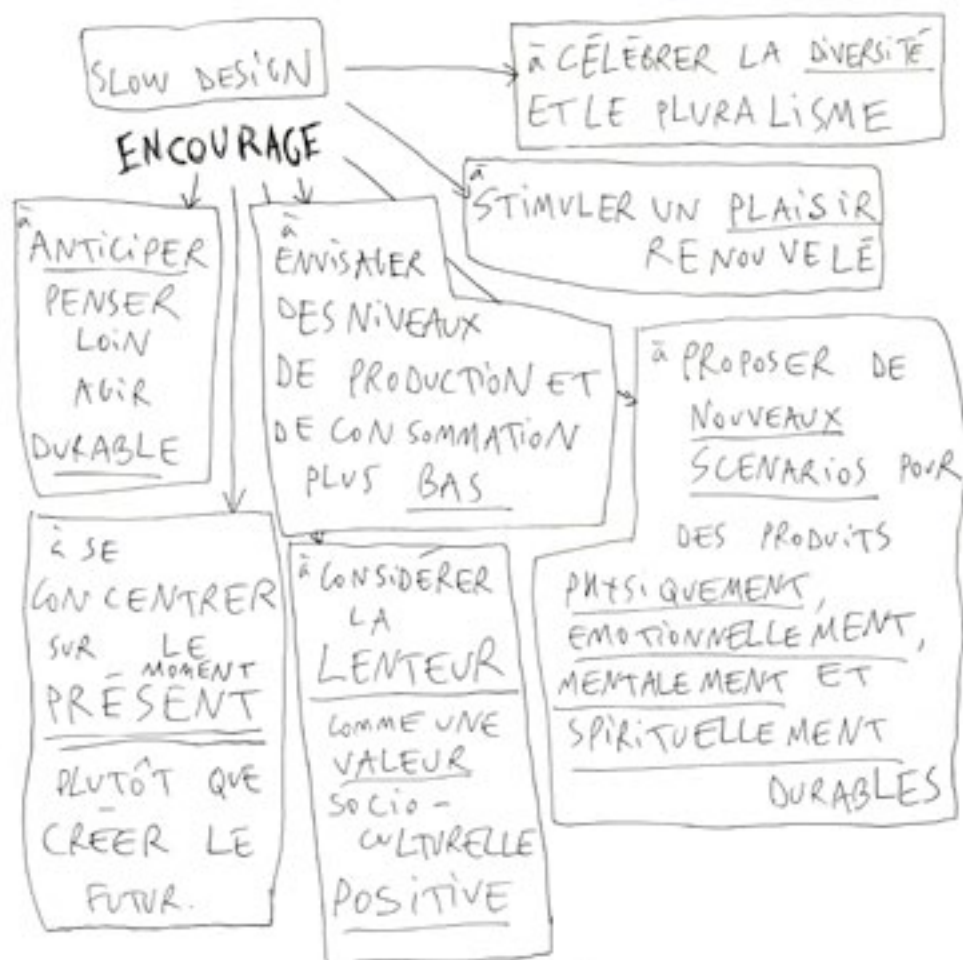 SLOW DESIGN
ENCOURAGE
à CÉLÉBRER LA DIVERSITÉ
ET LE PLURALISME
à
STIMULER UN PLAISIR
RENOUVELÉ
à
ANTICIPER
PENSER
LOIN
AGIR
DURABLE
à
ENVISAGER
DES NIVEAUX
DE PRODUCTION ET
DE CONSOMMATION
PLUS BAS
à PROPOSER DE
NOUVEAUX
SCENARIOS POUR
DES PRODUITS
PHYSIQUEMENT,
EMOTIONNELLEMENT,
MENTALEMENT ET
SPIRITUELLEMENT
DURABLES
à SE
CONCENTRER
SUR LE
MOMENT
PRÉSENT
PLUTÔT QUE
CRÉER LE
FUTUR.
à CONSIDÉRER
LA
LENTEUR
COMME UNE
VALEUR
SOCIO-
CULTURELLE
POSITIVE